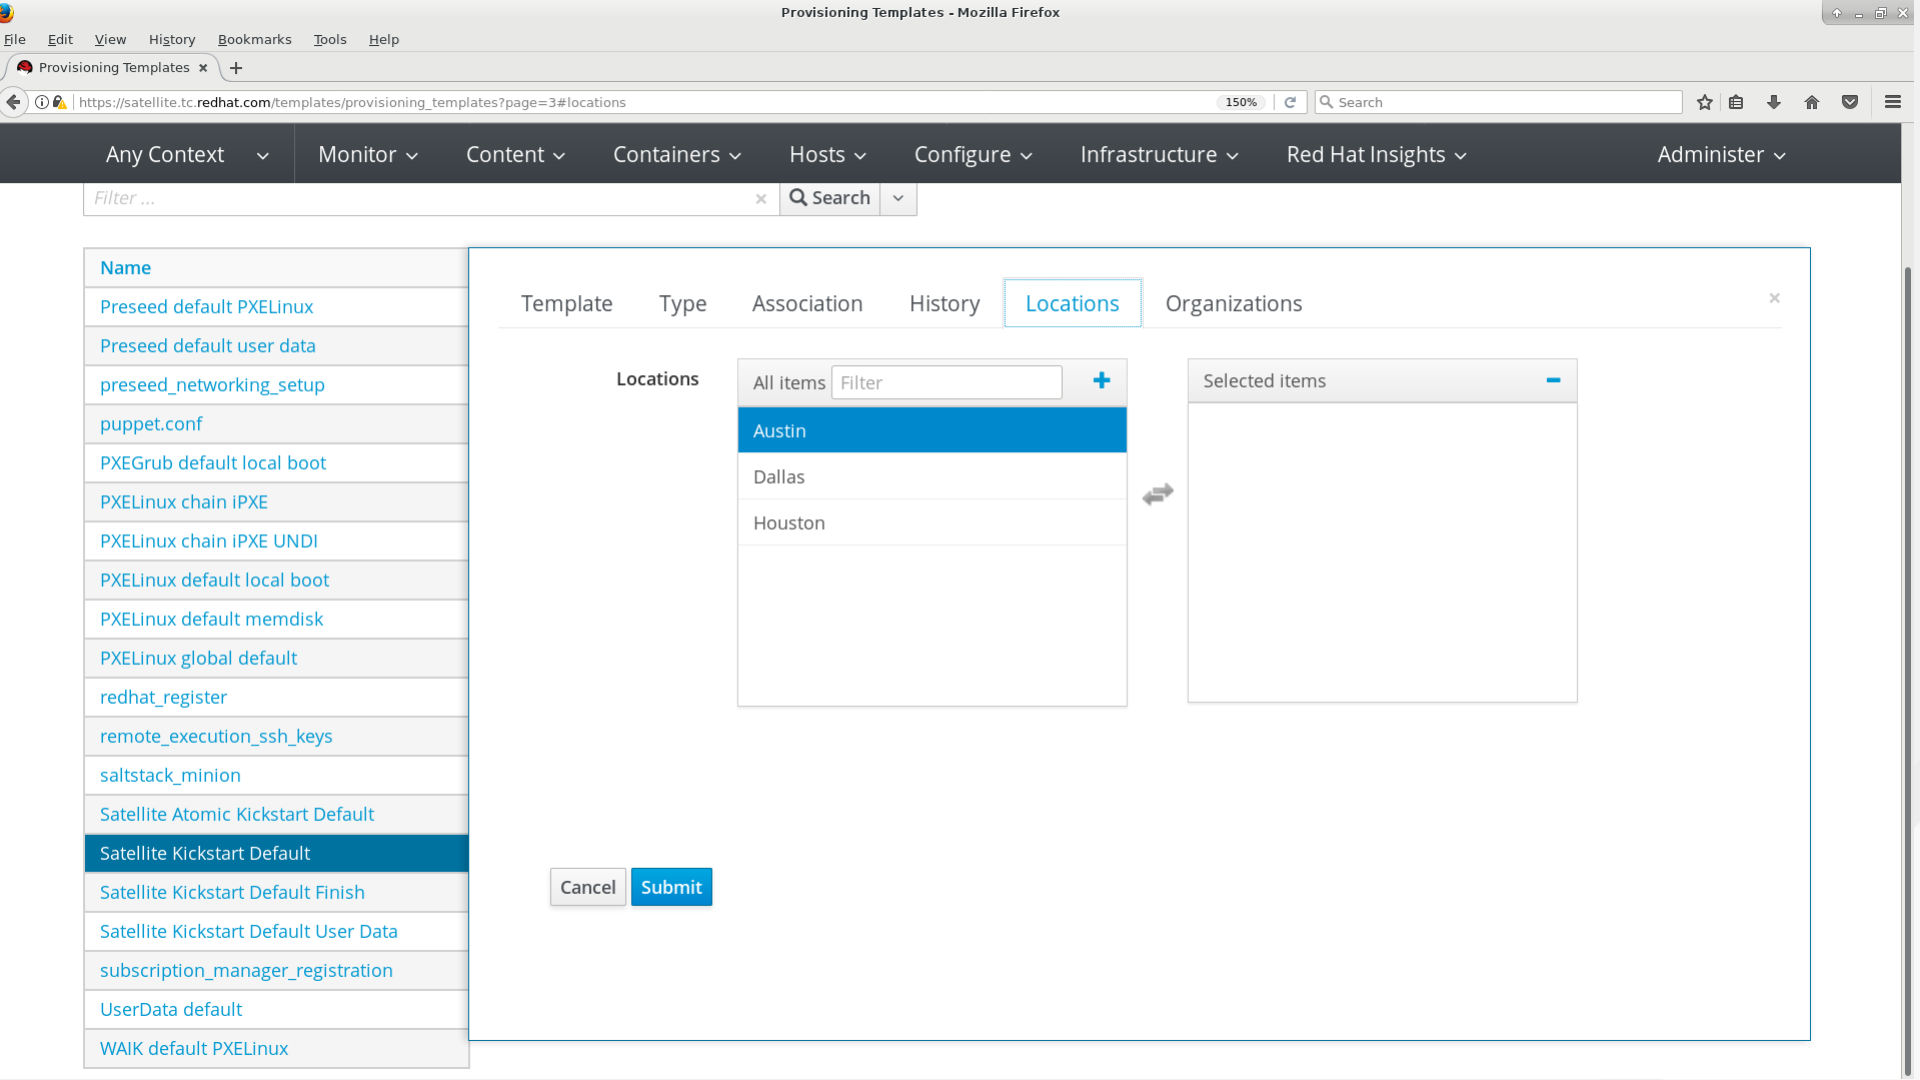 Provisioning Templates - Mozilla Firefox
File Edit View History Bookmarks Tools Help
Provisioning Templates
https://satellite.tc.redhat.com/templates/provisioning_templates?page=3#locations 150% Search
Any Context Monitor Content Containers Hosts Configure Infrastructure Red Hat Insights Administer
Filter ... Search
Name
Preseed default PXELinux
Preseed default user data
preseed_networking_setup
puppet.conf
PXEGrub default local boot
PXELinux chain iPXE
PXELinux chain iPXE UNDI
PXELinux default local boot
PXELinux default memdisk
PXELinux global default
redhat_register
remote_execution_ssh_keys
saltstack_minion
Satellite Atomic Kickstart Default
Satellite Kickstart Default
Satellite Kickstart Default Finish
Satellite Kickstart Default User Data
subscription_manager_registration
UserData default
WAIK default PXELinux
Template Type Association History Locations Organizations
Locations
All items Filter
Austin
Dallas
Houston
Selected items
Cancel Submit